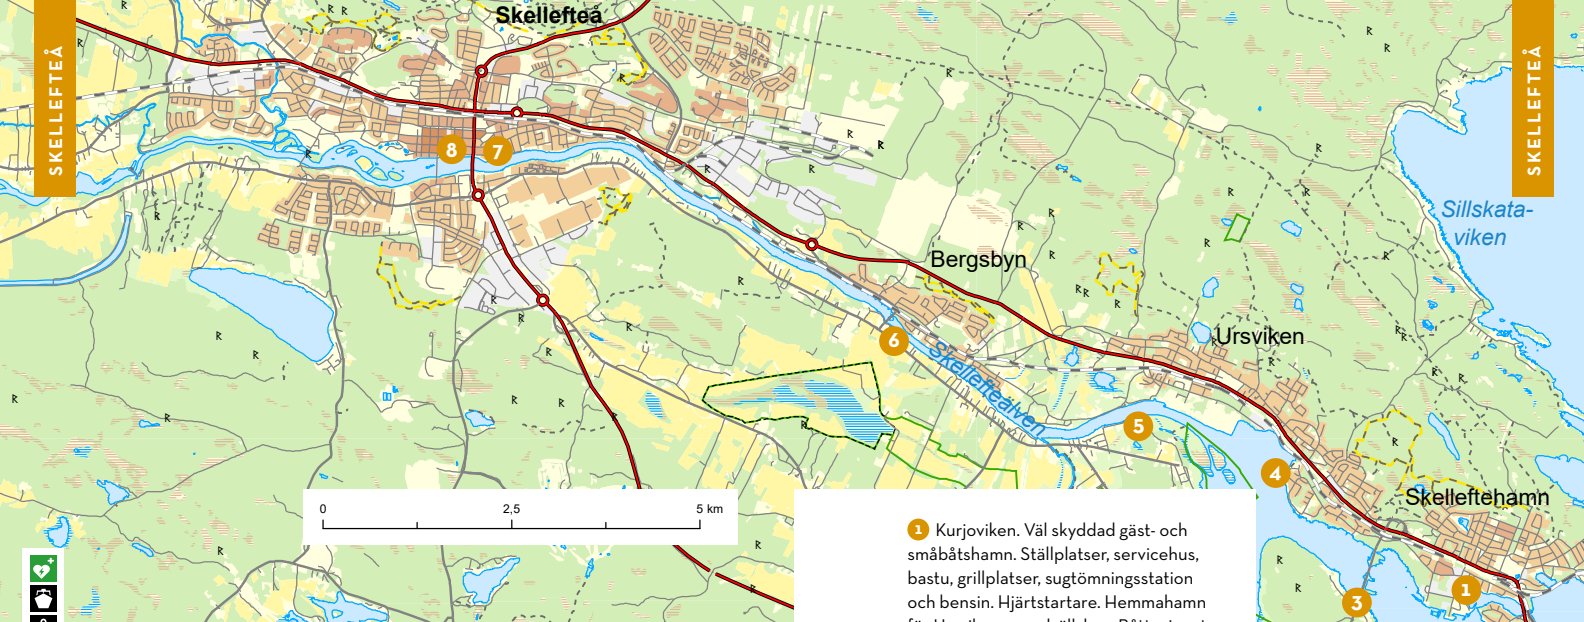 SKELLEFTEÅ
Skellefteå
SKELLEFTEÅ
8
7
Sillskata-
viken
Bergsbyn
Ursviken
6
Skellefteälven
5
4
Skelleftehamn
0
2,5
5 km
1 Kurjoviken. Väl skyddad gäst- och
småbåtshamn. Ställplatser, servicehus,
bastu, grillplatser, sugtömningsstation
och bensin. Hjärtstartare. Hemmahamn
3
1